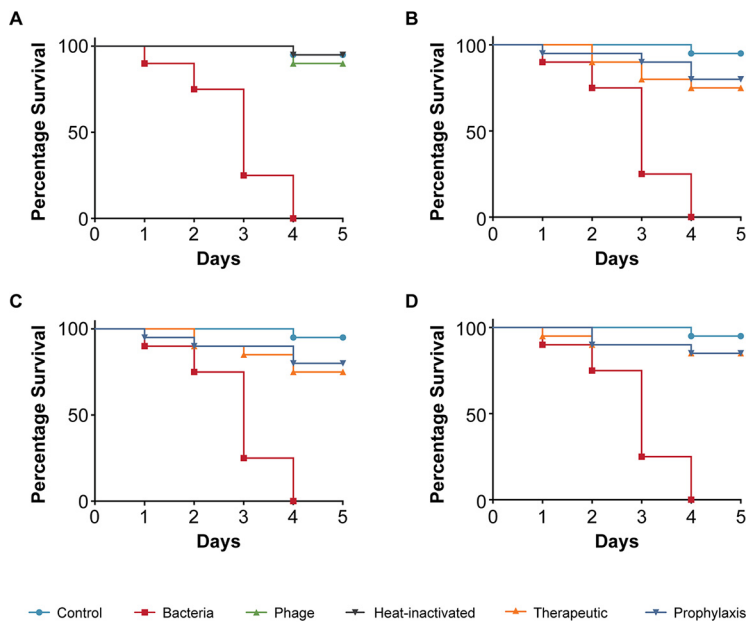 A
Percentage Survival
100
50
0
0 1 2 3 4 5
Days
B
Percentage Survival
100
50
0
0 1 2 3 4 5
Days
C
Percentage Survival
100
50
0
0 1 2 3 4 5
Days
D
Percentage Survival
100
50
0
0 1 2 3 4 5
Days
Control Bacteria Phage Heat-inactivated Therapeutic Prophylaxis